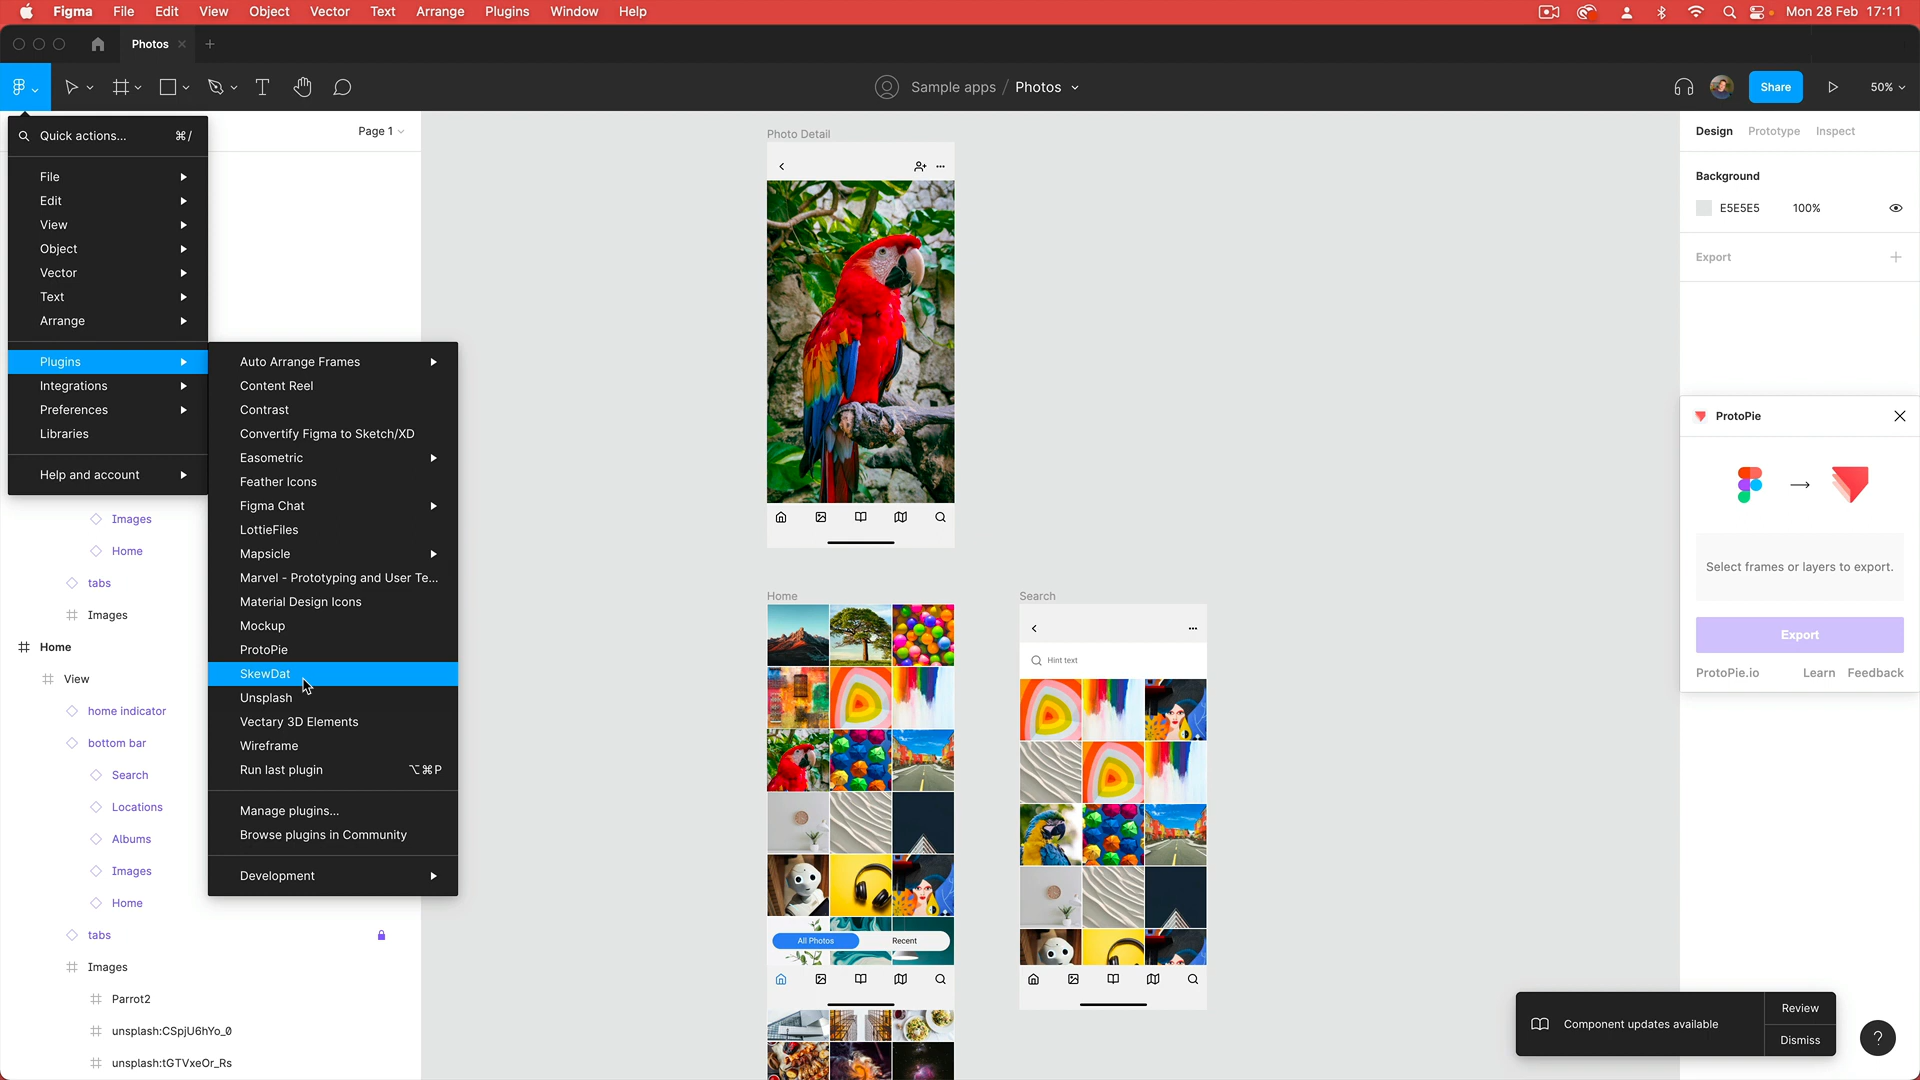 Figma File Edit View Object Vector Text Arrange Plugins Window Help Mon 28 Feb 17:11
Photos
Sample apps / Photos Share 50%
Quick actions... ⌘/
File
Edit
View
Object
Vector
Text
Arrange
Plugins
Integrations
Preferences
Libraries
Help and account
Page 1
Auto Arrange Frames
Content Reel
Contrast
Convertify Figma to Sketch/XD
Easometric
Feather Icons
Figma Chat
LottieFiles
Mapsicle
Marvel - Prototyping and User Te...
Material Design Icons
Mockup
ProtoPie
SkewDat
Unsplash
Vectary 3D Elements
Wireframe
Run last plugin ⌥⌘P
Manage plugins...
Browse plugins in Community
Development
Images
Home
tabs
Images
Home
View
home indicator
bottom bar
Search
Locations
Albums
Images
Home
tabs
Images
Parrot2
unsplash:CSpjU6hYo_0
unsplash:tGTVxeOr_Rs
Photo Detail
Home
All Photos Recent
Search
Hint text
Design Prototype Inspect
Background
E5E5E5 100%
Export
ProtoPie
Select frames or layers to export.
Export
ProtoPie.io Learn Feedback
Component updates available
Review
Dismiss
?